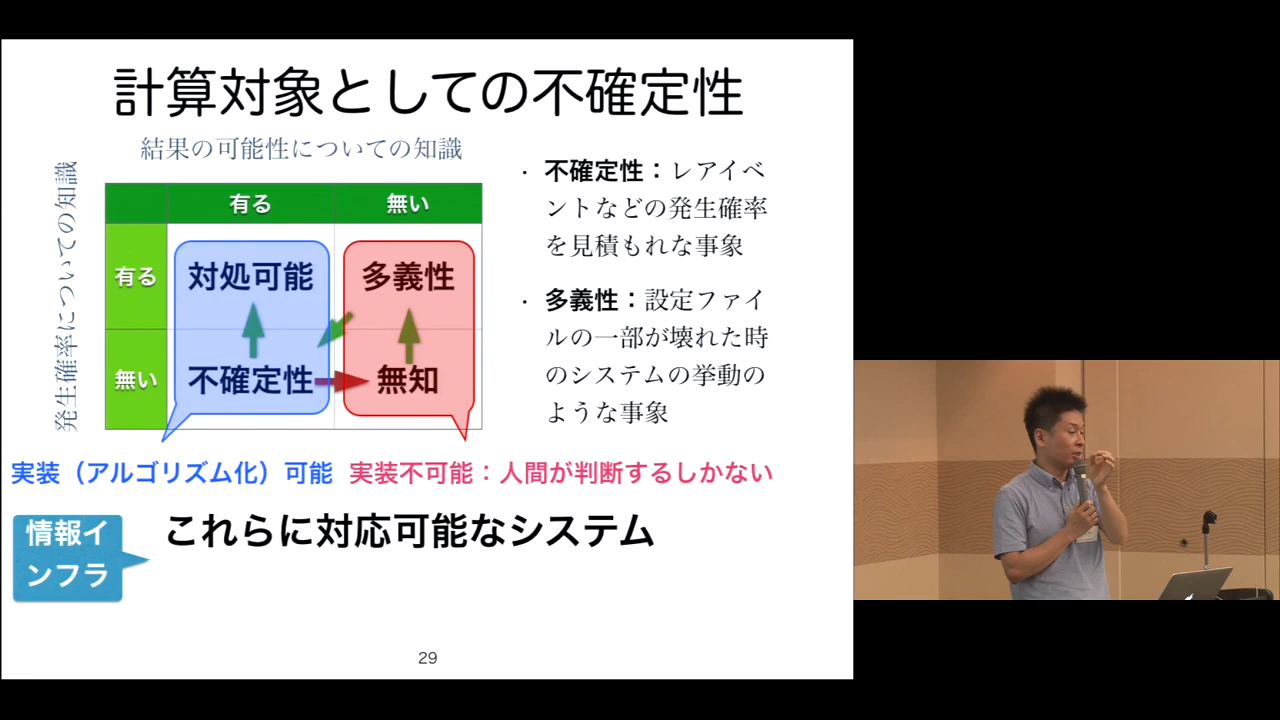 計算対象としての不確定性
結果の可能性についての知識
発生確率についての知識
有る
無い
有る
対処可能
多義性
無い
不確定性
無知
・ 不確定性：レアイベ
ントなどの発生確率
を見積もれな事象
・ 多義性：設定ファイ
ルの一部が壊れた時
のシステムの挙動の
ような事象
実装（アルゴリズム化）可能
実装不可能：人間が判断するしかない
情報イ
ンフラ
これらに対応可能なシステム
29